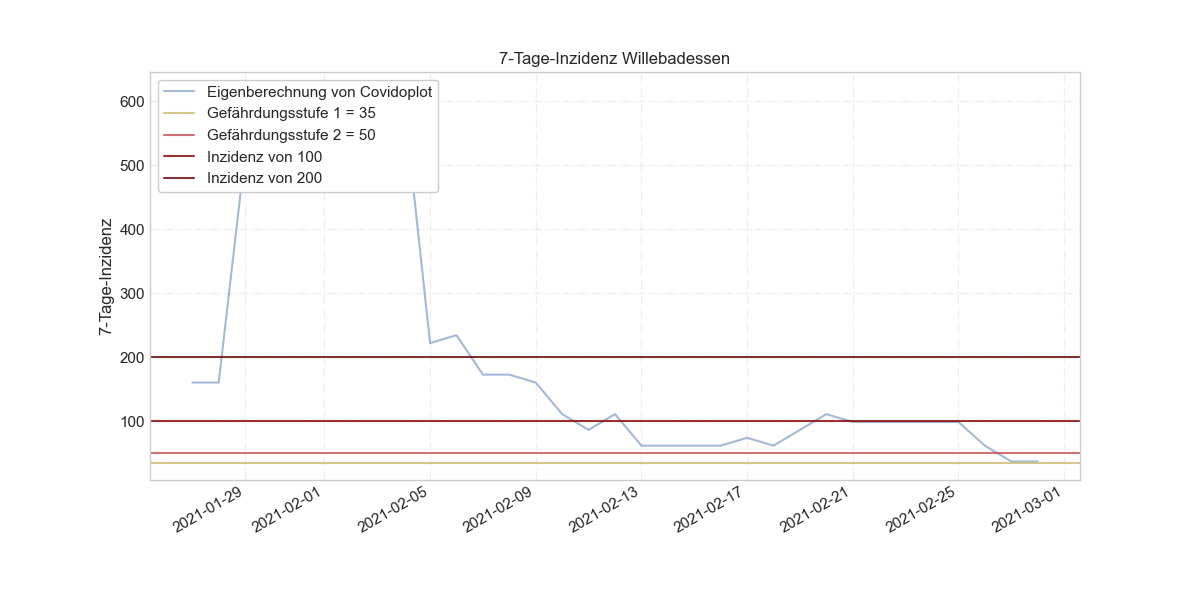 7-Tage-Inzidenz Willebadessen
Eigenberechnung von Covidoplot
Gefährdungsstufe 1 = 35
Gefährdungsstufe 2 = 50
Inzidenz von 100
Inzidenz von 200
7-Tage-Inzidenz
600
500
400
300
200
100
2021-01-29
2021-02-01
2021-02-05
2021-02-09
2021-02-13
2021-02-17
2021-02-21
2021-02-25
2021-03-01